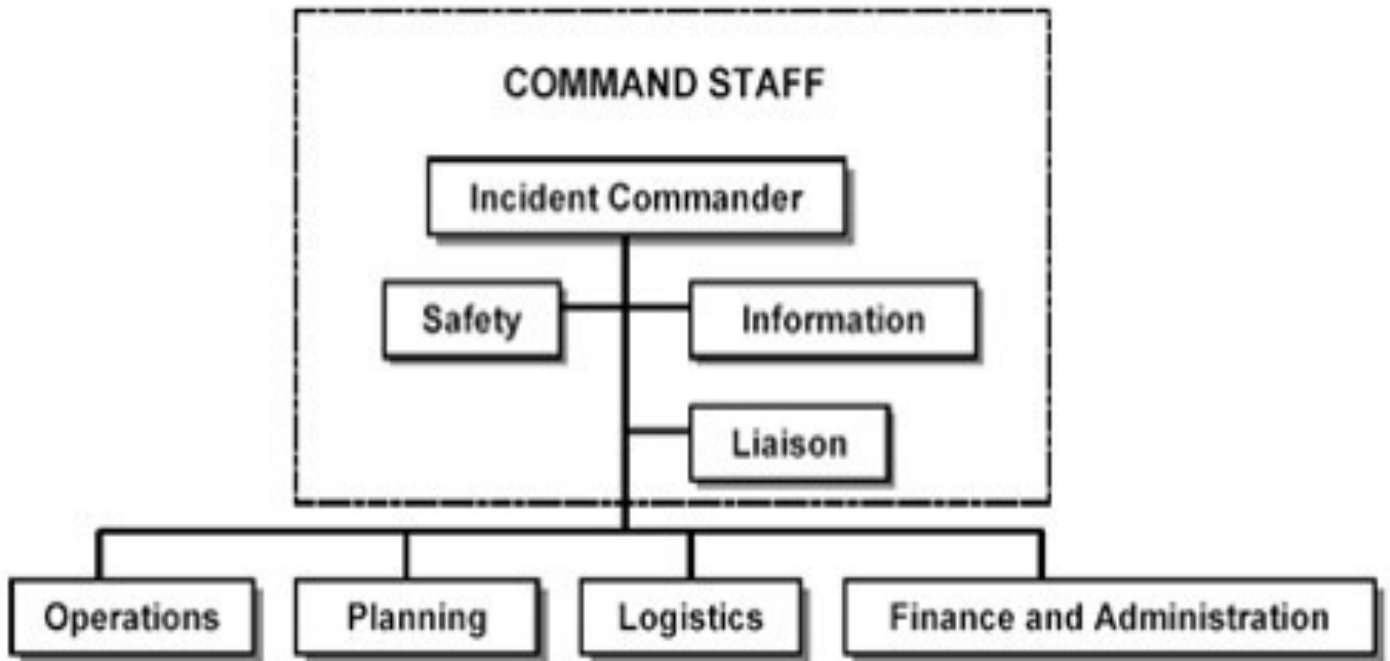 COMMAND STAFF
Incident Commander
Safety
Information
Liaison
Operations
Planning
Logistics
Finance and Administration